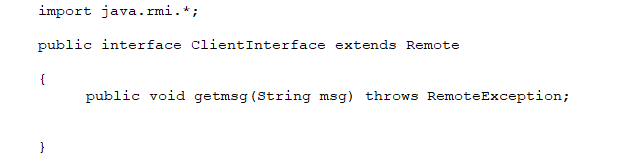 import java.rmi.*;
public interface ClientInterface extends Remote
{
public void getmsg(String msg) throws RemoteException;
}